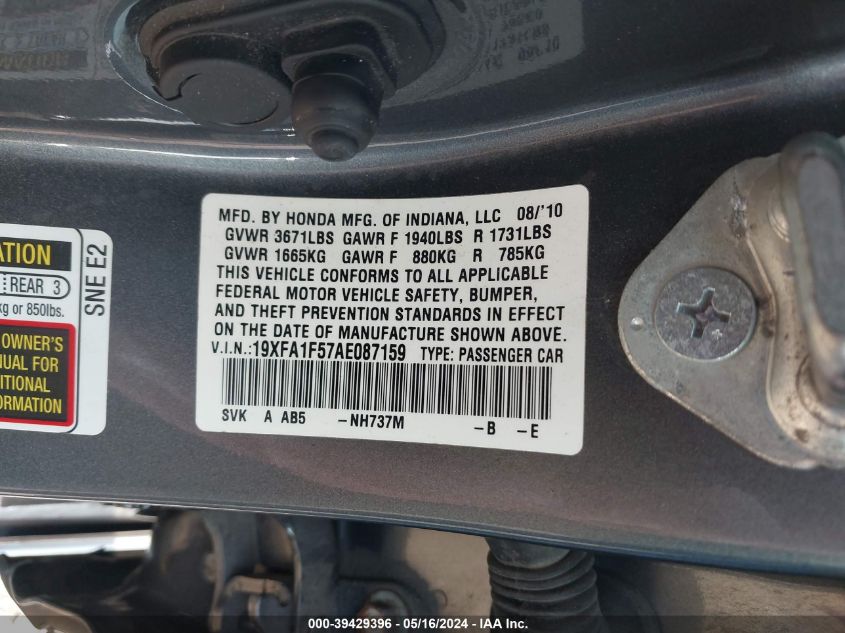 MFD. BY HONDA MFG. OF INDIANA, LLC 08/'10
GVWR 3671LBS GAWR F 1940LBS R 1731LBS
GVWR 1665KG GAWR F 880KG R 785KG
THIS VEHICLE CONFORMS TO ALL APPLICABLE
FEDERAL MOTOR VEHICLE SAFETY, BUMPER,
AND THEFT PREVENTION STANDARDS IN EFFECT
ON THE DATE OF MANUFACTURE SHOWN ABOVE.
V.I.N.:19XFA1F57AE087159 TYPE: PASSENGER CAR
SVK A AB5 -NH737M -B -E
ATION
REAR 3
kg or 850lbs.
OWNER'S
NUAL FOR
ITIONAL
FORMATION
SNE E2
000-39429396 - 05/16/2024 - IAA Inc.